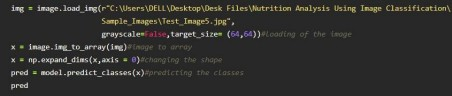 img = image.load_img(r"C:\Users\DELL\Desktop\Desk Files\Nutrition Analysis Using Image Classification\
Sample_Images\Test_Image5.jpg",
grayscale=False,target_size= (64,64))#Loading of the image
x = image.img_to_array(img)#image to array
x = np.expand_dims(x,axis = 0)#changing the shape
pred = model.predict_classes(x)#predicting the classes
pred